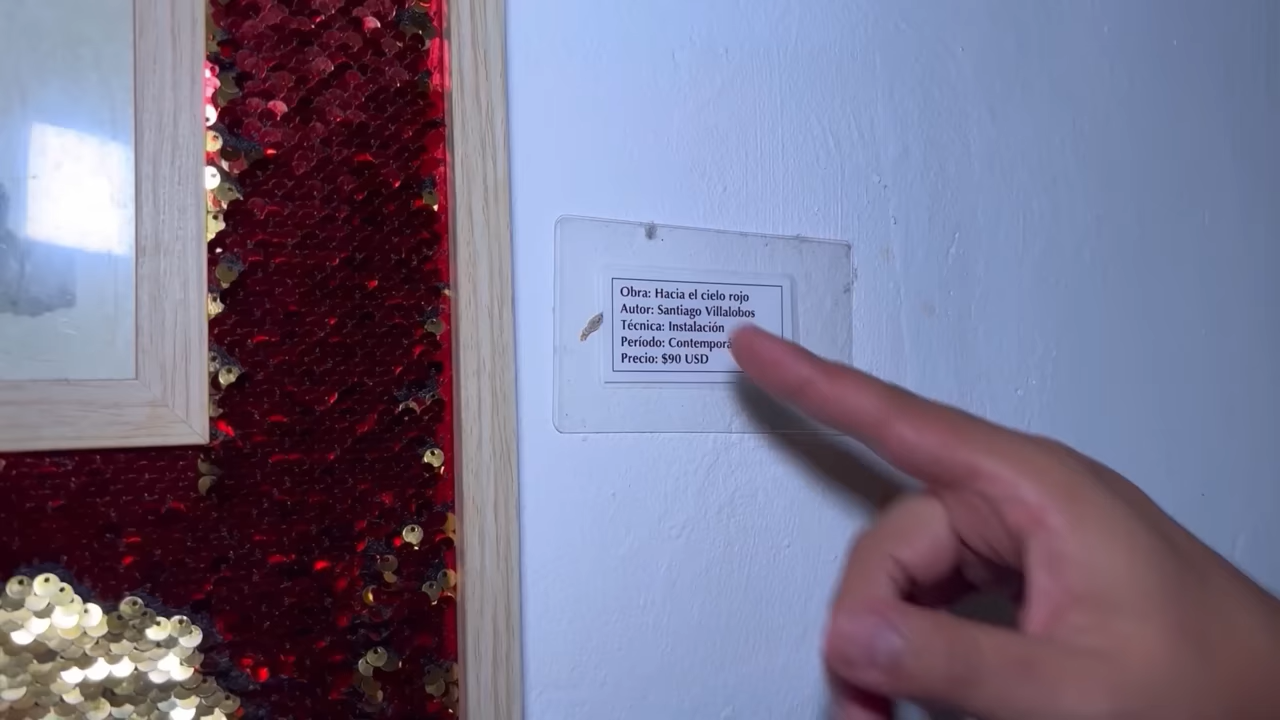 Obra: Hacia el cielo rojo
Autor: Santiago Villalobos
Técnica: Instalación
Período:
Precio: $90 USD